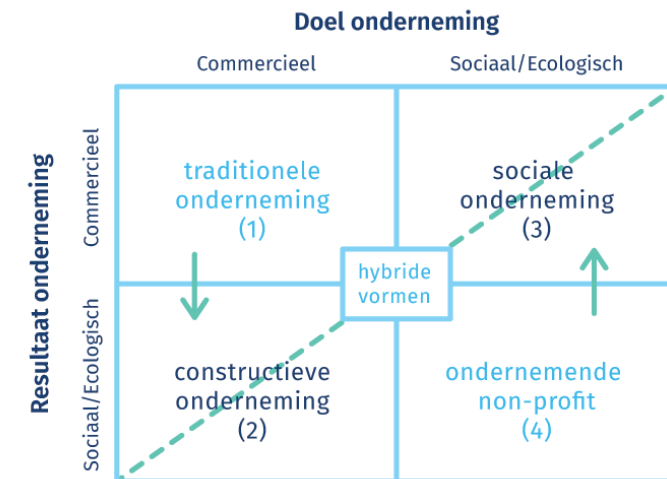 Doel onderneming
Commercieel
Sociaal/Ecologisch
Resultaat onderneming
Commercieel
traditionele
onderneming
(1)
sociale
onderneming
(3)
hybride
vormen
Sociaal/Ecologisch
constructieve
onderneming
(2)
ondernemende
non-profit
(4)